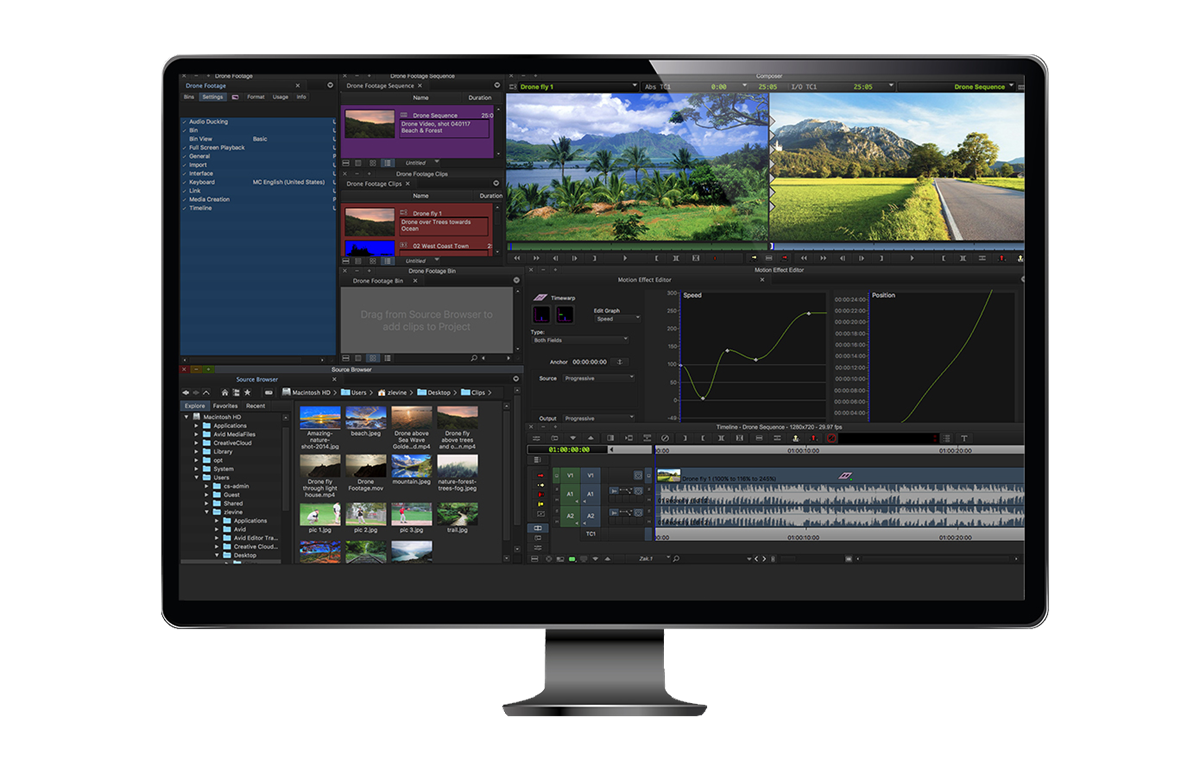 Drone Footage
Drone Footage
Bins Settings Format Usage Info
Audio Ducking
Bin
Bin View Basic
Full Screen Playback
General
Import
Interface
Keyboard MC English (United States)
Link
Media Creation
Timeline
Drone Footage Sequence
Drone Footage Sequence
Name Duration
Drone Sequence 25:0
Drone Video, shot 040117
Beach & Forest
Untitled
Drone Footage Clips
Drone Footage Clips
Name Duration
Drone fly 1
Drone over Trees towards
Ocean
02 West Coast Town 2:
Untitled
Drone Footage Bin
Drone Footage Bin
Drag from Source Browser to
add clips to Project
Composer
Drone fly 1 Abs TC1 0:00 25:05 I/O TC1 25:05 Drone Sequence
Motion Effect Editor
Motion Effect Editor
Timewarp
Edit Graph
Speed
Type:
Both Fields
Anchor 00:00:00:00
Source Progressive
Output Progressive
Speed
300
250
200
150
100
50
0
-40
Position
00:00:24:00
00:00:22:00
00:00:20:00
00:00:18:00
00:00:16:00
00:00:14:00
00:00:12:00
00:00:10:00
00:00:08:00
00:00:06:00
00:00:04:00
Source Browser
Source Browser
Macintosh HD Users zlevine Desktop Clips
Explore Favorites Recent
Macintosh HD
Applications
Avid MediaFiles
CreativeCloud
Library
opt
System
Users
cs-admin
Guest
Shared
zlevine
Applications
Avid
Avid Editor Tra...
Creative Cloud...
Desktop
Amazing-
nature-
shot-2014.jpg
beach.jpeg
Drone above
Sea Wave
Golde...d.mp4
Drone fly
above trees
and o...n.mp4
Drone fly
through light
house.mp4
Drone
Footage.mov
mountain.jpeg
nature-forest-
trees-fog.jpeg
pic 1.jpg
pic 2.jpg
pic 3.jpg
trail.jpg
Timeline - Drone Sequence - 1280x720 - 29.97 fps
01:00:00:00
00:00 01:00:10:00 01:00:20:00
V1 V1
A1 A1
A2 A2
TC1
Drone fly 1 (100% to 116% to 245%)
00:00 01:00:10:00 01:00:20:00